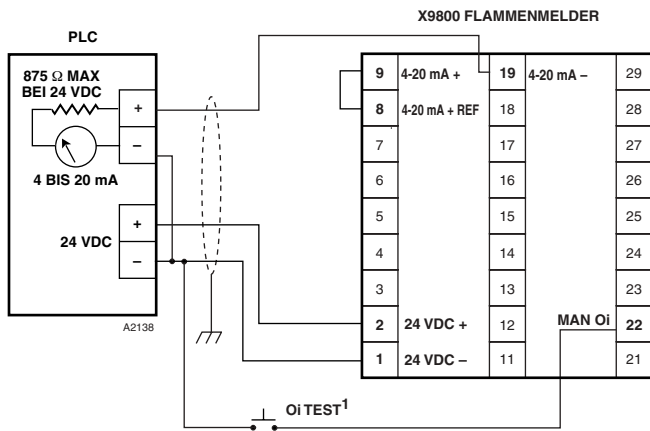 X9800 FLAMMENMELDER
PLC
875 Ω MAX
BEI 24 VDC
+
–
4 BIS 20 mA
+
24 VDC
–
A2138
9 4-20 mA + 19 4-20 mA – 29
8 4-20 mA + REF 18 28
7 17 27
6 16 26
5 15 25
4 14 24
3 13 23
2 24 VDC + 12 MAN Oi 22
1 24 VDC – 11 21
Oi TEST1